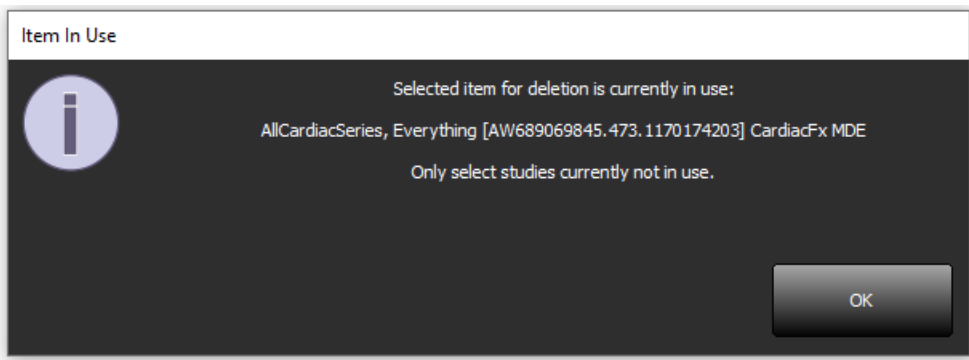 Item In Use
Selected item for deletion is currently in use:
AllCardiacSeries, Everything [AW689069845.473.1170174203] CardiacFx MDE
Only select studies currently not in use.
OK